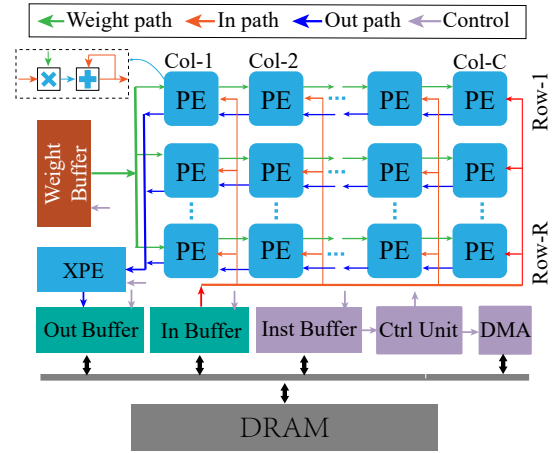 Weight path In path Out path Control
Col-1 Col-2 Col-C
PE PE PE PE
Row-1
Weight
Buffer
PE PE PE PE
PE PE PE PE
Row-R
XPE
Out Buffer In Buffer Inst Buffer Ctrl Unit DMA
DRAM